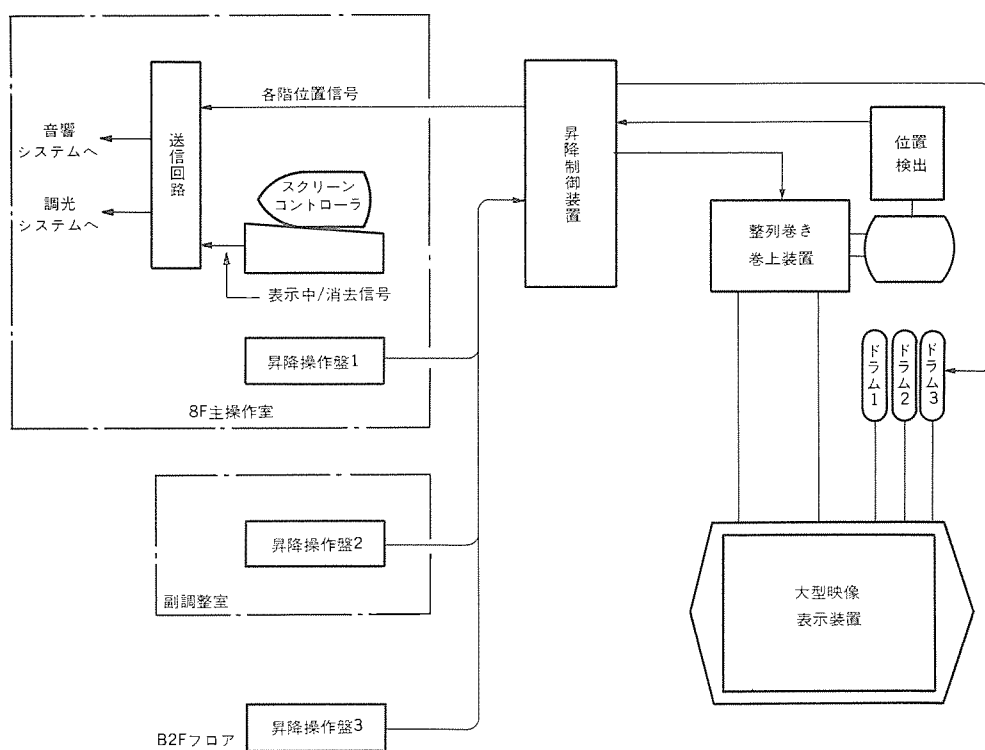 各階位置信号
音響
システムへ
調光
システムへ
送信回路
スクリーン
コントローラ
表示中/消去信号
昇降操作盤1
8F主操作室
昇降制御装置
位置
検出
整列巻き
巻上装置
ドラム1
ドラム2
ドラム3
昇降操作盤2
副調整室
大型映像
表示装置
昇降操作盤3
B2Fフロア